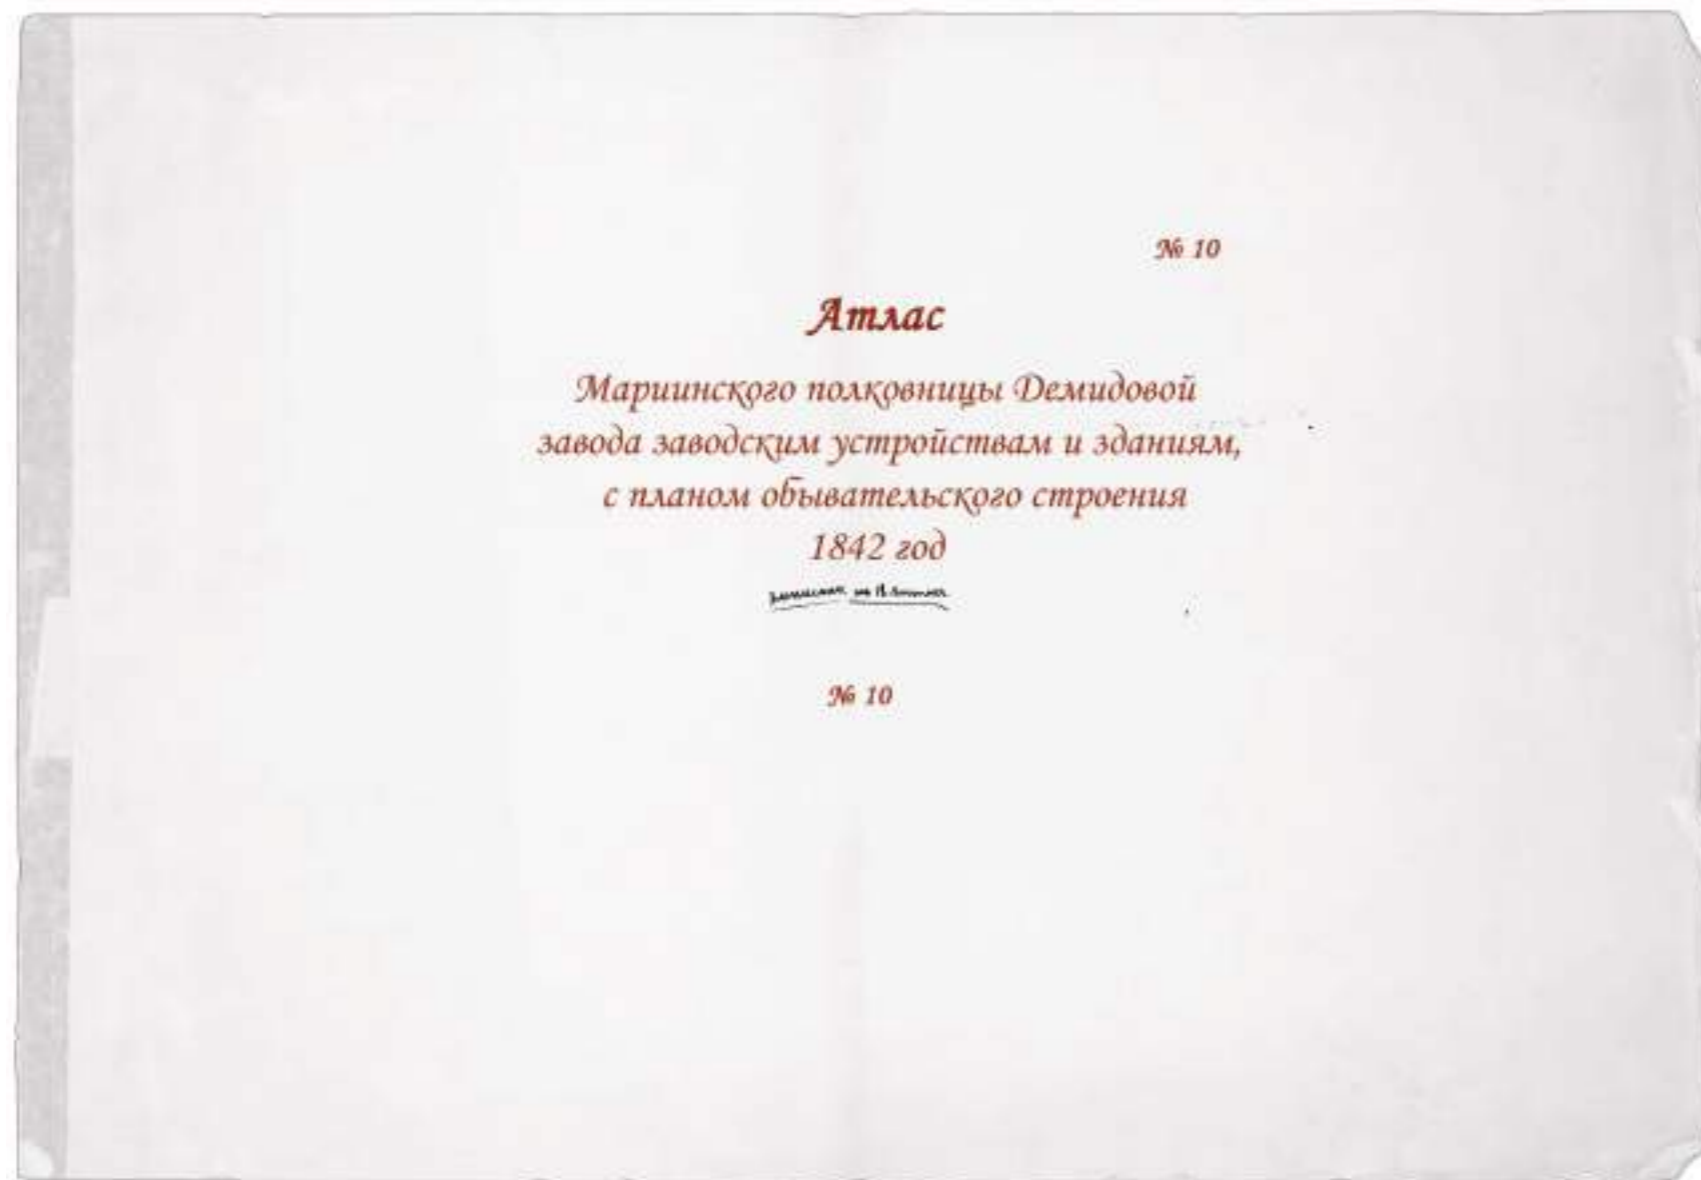 № 10
Атлас
Мариинского полковницы Демидовой
завода заводским устройствам и зданиям,
с планом обывательского строения
1842 год
№ 10